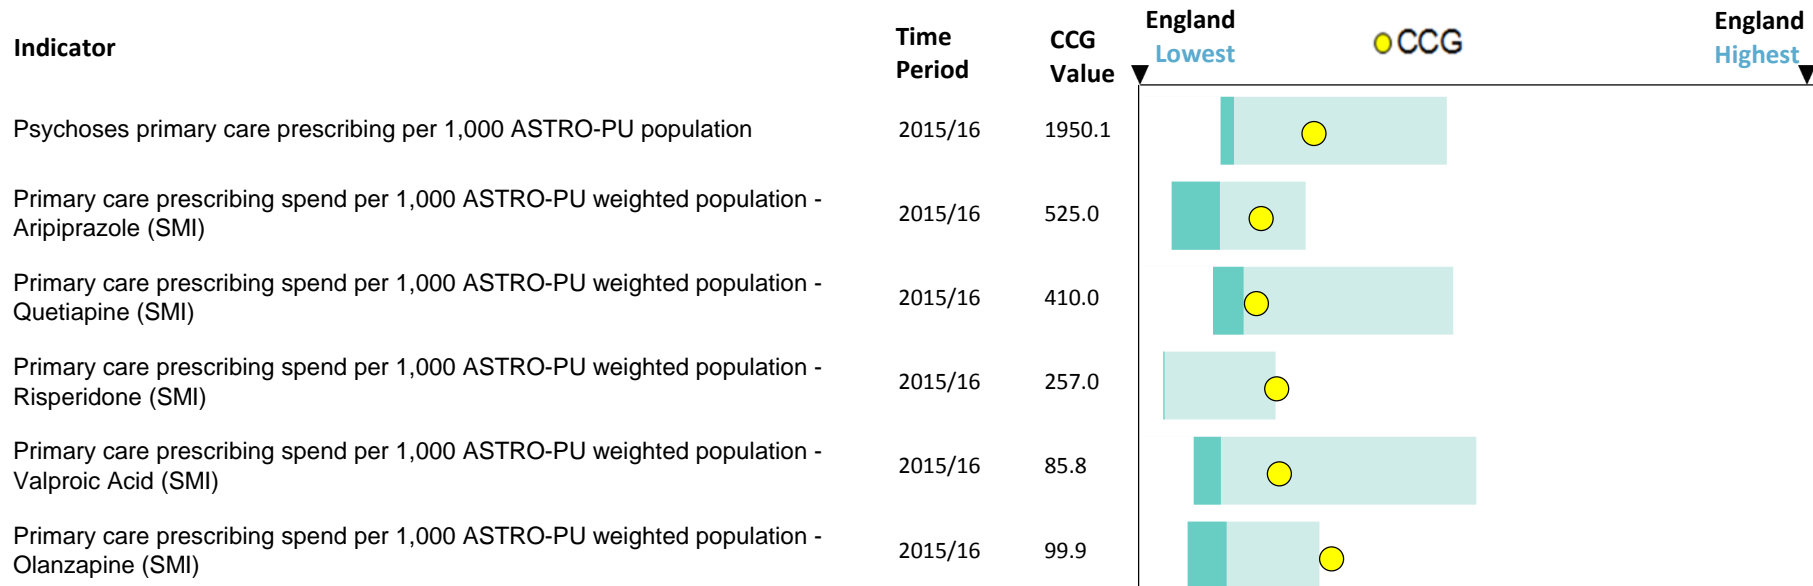 Indicator
Time Period
CCG Value
England Lowest
CCG
England Highest
Psychoses primary care prescribing per 1,000 ASTRO-PU population 2015/16 1950.1
Primary care prescribing spend per 1,000 ASTRO-PU weighted population -
Aripiprazole (SMI)
2015/16 525.0
Primary care prescribing spend per 1,000 ASTRO-PU weighted population -
Quetiapine (SMI)
2015/16 410.0
Primary care prescribing spend per 1,000 ASTRO-PU weighted population -
Risperidone (SMI)
2015/16 257.0
Primary care prescribing spend per 1,000 ASTRO-PU weighted population -
Valproic Acid (SMI)
2015/16 85.8
Primary care prescribing spend per 1,000 ASTRO-PU weighted population -
Olanzapine (SMI)
2015/16 99.9